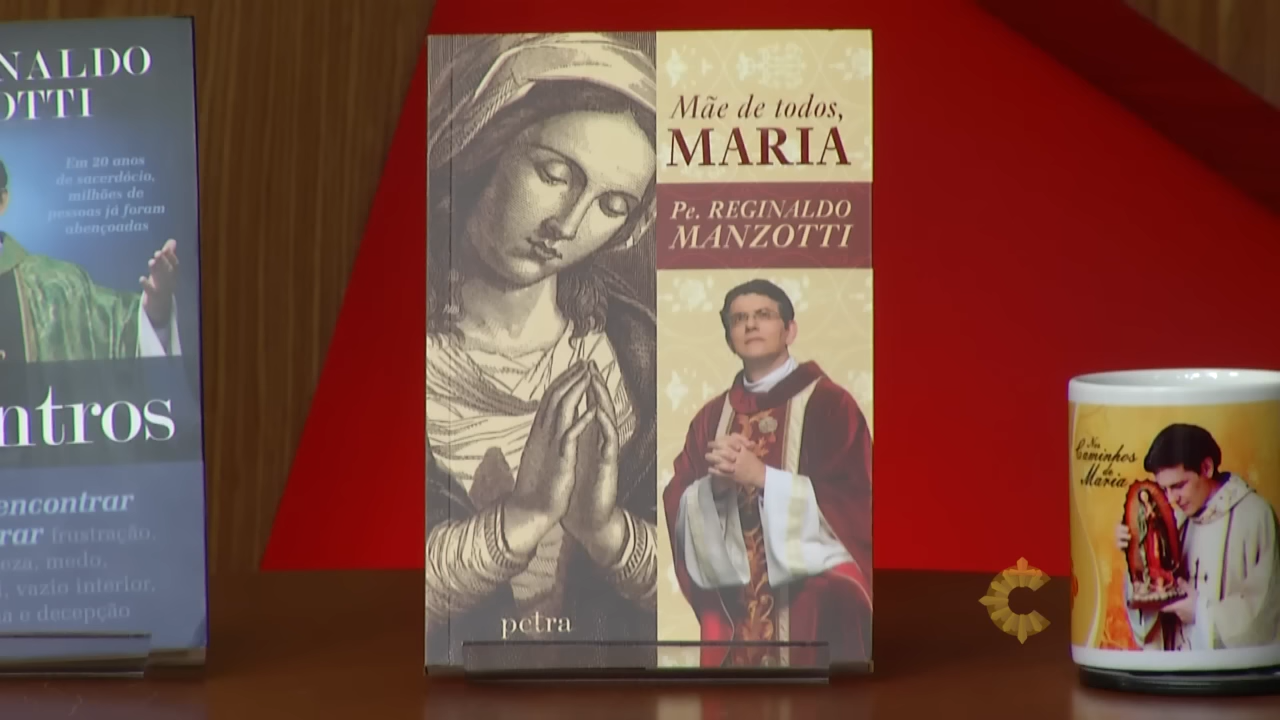 NALDO
OTTI
Em 20 anos
de sacerdócio,
milhões de
pessoas já foram
abençoadas
ntros
encontrar
rar frustração,
eza, medo,
, vazio interior,
a e decepção
Mãe de todos,
MARIA
Pe. REGINALDO
MANZOTTI
petra
Nos
Caminhos
de
Maria
C